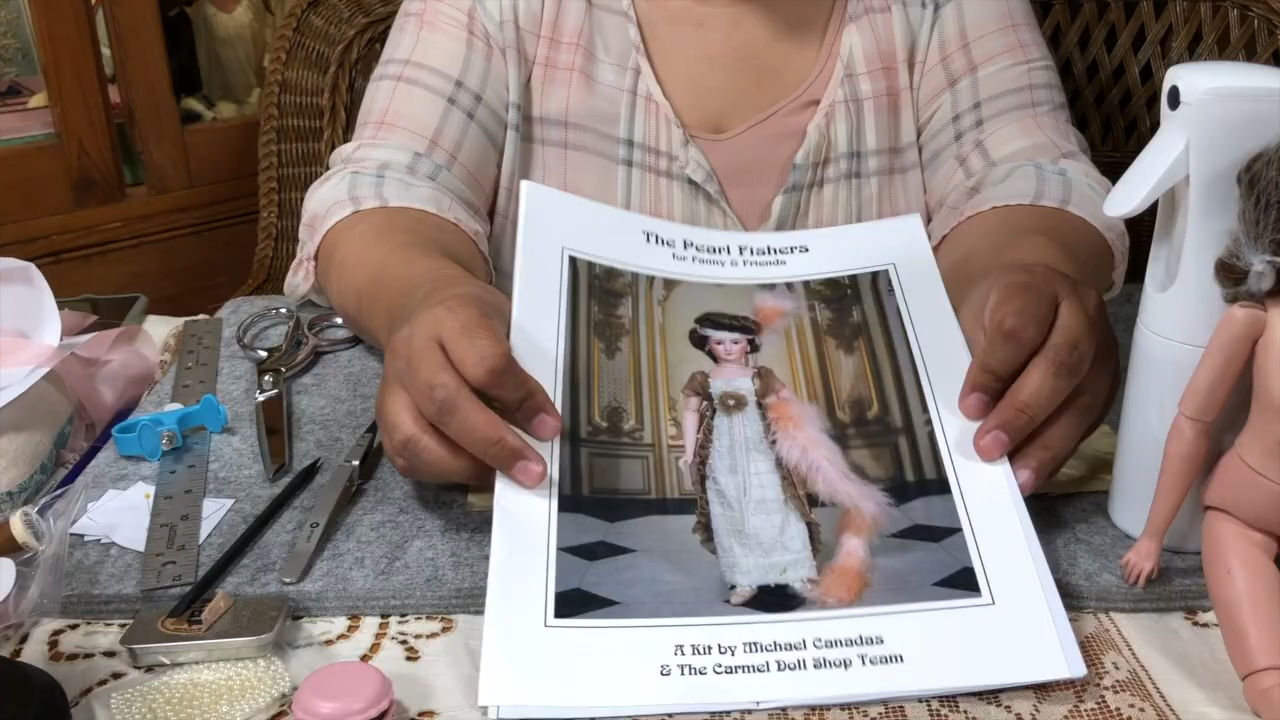 The Pearl Fishers
for Fanny & Friends
A Kit by Michael Canadas
& The Carmel Doll Shop Team